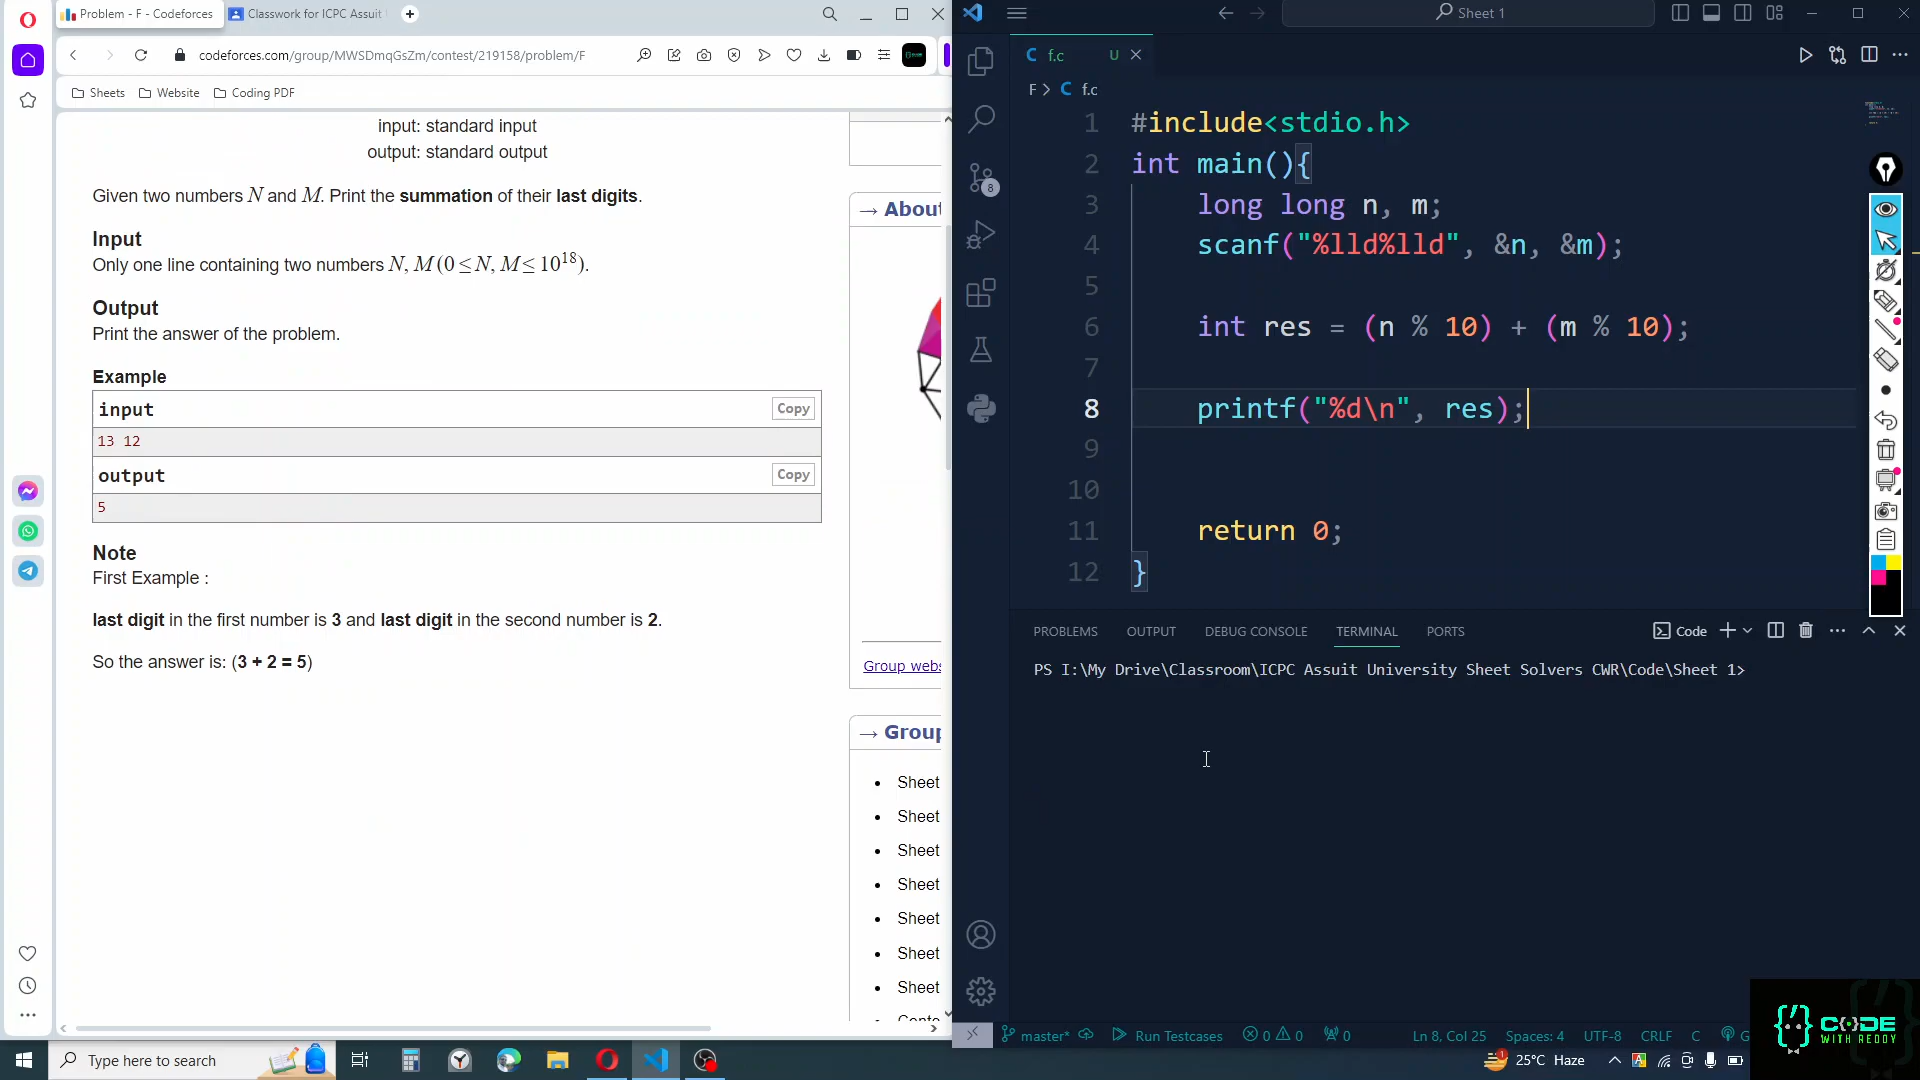 Problem - F - Codeforces
Classwork for ICPC Assuit
codeforces.com/group/MWSDmqGsZm/contest/219158/problem/F
Sheets
Website
Coding PDF
input: standard input
output: standard output
Given two numbers N and M. Print the summation of their last digits.
Input
Only one line containing two numbers N, M (0 ≤ N, M ≤ 10^18).
Output
Print the answer of the problem.
Example
input
Copy
13 12
output
Copy
5
Note
First Example :
last digit in the first number is 3 and last digit in the second number is 2.
So the answer is: (3 + 2 = 5)
→ Abou
Group webs
→ Group
Sheet
Sheet
Sheet
Sheet
Sheet
Sheet
Sheet
Sheet 1
f.c U
F > C f.c
1 #include<stdio.h>
2 int main(){
3 long long n, m;
4 scanf("%lld%lld", &n, &m);
5
6 int res = (n % 10) + (m % 10);
7
8 printf("%d\n", res);
9
10
11 return 0;
12 }
8
PROBLEMS
OUTPUT
DEBUG CONSOLE
TERMINAL
PORTS
Code
PS I:\My Drive\Classroom\ICPC Assuit University Sheet Solvers CWR\Code\Sheet 1>
master*
Run Testcases
0
0
0
Ln 8, Col 25
Spaces: 4
UTF-8
CRLF
C
G
CODE
WITH REDDY
Type here to search
25°C Haze